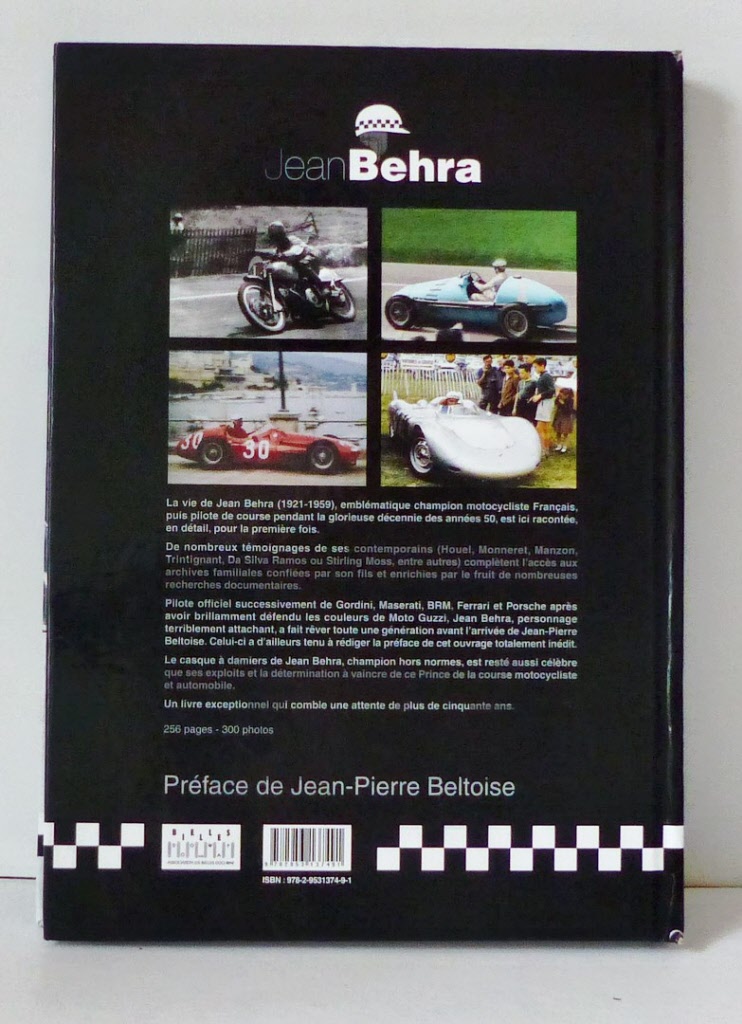 JeanBehra
30
30
La vie de Jean Behra (1921-1959), emblématique champion motocycliste Français,
puis pilote de course pendant la glorieuse décennie des années 50, est ici racontée,
en détail, pour la première fois.
De nombreux témoignages de ses contemporains (Houel, Monneret, Manzon,
Trintignant, Da Silva Ramos ou Stirling Moss, entre autres) complètent l'accès aux
archives familiales confiées par son fils et enrichies par le fruit de nombreuses
recherches documentaires.
Pilote officiel successivement de Gordini, Maserati, BRM, Ferrari et Porsche après
avoir brillamment défendu les couleurs de Moto Guzzi, Jean Behra, personnage
terriblement attachant, a fait rêver toute une génération avant l'arrivée de Jean-Pierre
Beltoise. Celui-ci a d'ailleurs tenu à rédiger la préface de cet ouvrage totalement inédit.
Le casque à damiers de Jean Behra, champion hors normes, est resté aussi célèbre
que ses exploits et la détermination à vaincre de ce Prince de la course motocycliste
et automobile.
Un livre exceptionnel qui comble une attente de plus de cinquante ans.
256 pages - 300 photos
Préface de Jean-Pierre Beltoise
BIELLES
ISBN : 978-2-9531374-9-1